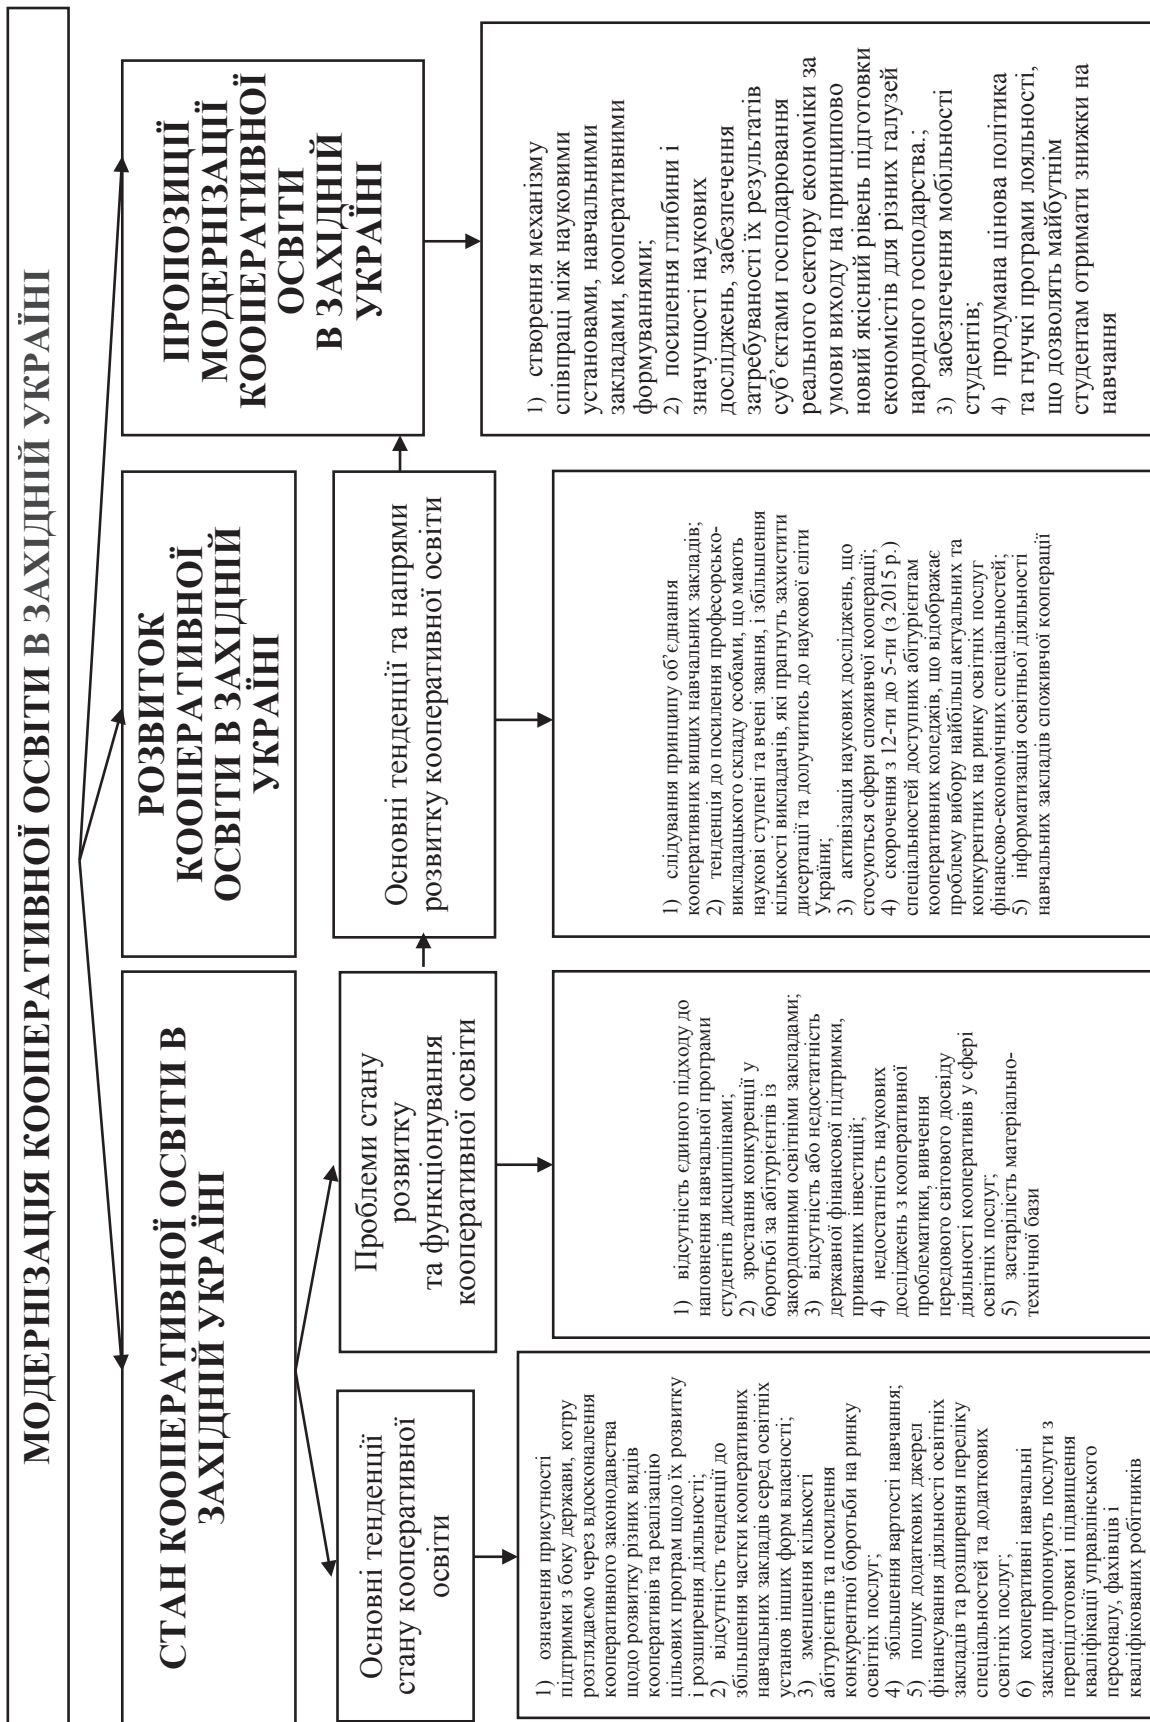 МОДЕРНІЗАЦІЯ КООПЕРАТИВНОЇ ОСВІТИ В ЗАХІДНІЙ УКРАЇНІ
СТАН КООПЕРАТИВНОЇ ОСВІТИ В
ЗАХІДНІЙ УКРАЇНІ
РОЗВИТОК
КООПЕРАТИВНОЇ
ОСВІТИ В ЗАХІДНІЙ
УКРАЇНІ
ПРОПОЗИЦІЇ
МОДЕРНІЗАЦІЇ
КООПЕРАТИВНОЇ
ОСВІТИ
В ЗАХІДНІЙ
УКРАЇНІ
Основні тенденції
стану кооперативної
освіти
Проблеми стану
розвитку
та функціонування
кооперативної освіти
Основні тенденції та напрями
розвитку кооперативної освіти
1) означення присутності
підтримки з боку держави, котру
розглядаємо через вдосконалення
кооперативного законодавства
щодо розвитку різних видів
кооперативів та реалізацію
цільових програм щодо їх розвитку
і розширення діяльності;
2) відсутність тенденції до
збільшення частки кооперативних
навчальних закладів серед освітніх
установ інших форм власності;
3) зменшення кількості
абітурієнтів та посилення
конкурентної боротьби на ринку
освітніх послуг;
4) збільшення вартості навчання;
5) пошук додаткових джерел
фінансування діяльності освітніх
закладів та розширення переліку
спеціальностей та додаткових
освітніх послуг;
6) кооперативні навчальні
заклади пропонують послуги з
перепідготовки і підвищення
кваліфікації управлінського
персоналу, фахівців і
кваліфікованих робітників
1) відсутність єдиного підходу до
наповнення навчальної програми
студентів дисциплінами;
2) зростання конкуренції у
боротьбі за абітурієнтів із
закордонними освітніми закладами;
3) відсутність або недостатність
державної фінансової підтримки,
приватних інвестицій;
4) недостатність наукових
досліджень з кооперативної
проблематики, вивчення
передового світового досвіду
діяльності кооперативів у сфері
освітніх послуг;
5) застарілість матеріально-
технічної бази
1) слідування принципу об’єднання
кооперативних вищих навчальних закладів;
2) тенденція до посилення професорсько-
викладацького складу особами, що мають
наукові ступені та вчені звання, і збільшення
кількості викладачів, які прагнуть захистити
дисертації та долучитись до наукової еліти
України;
3) активізація наукових досліджень, що
стосуються сфери споживчої кооперації;
4) скорочення з 12-ти до 5-ти (з 2015 р.)
спеціальностей доступних абітурієнтам
кооперативних коледжів, що відображає
проблему вибору найбільш актуальних та
конкурентних на ринку освітніх послуг
фінансово-економічних спеціальностей;
5) інформатизація освітньої діяльності
навчальних закладів споживчої кооперації
1) створення механізму
співпраці між науковими
установами, навчальними
закладами, кооперативними
формуваннями;
2) посилення глибини і
значущості наукових
досліджень, забезпечення
затребуваності їх результатів
суб’єктами господарювання
реального сектору економіки за
умови виходу на принципово
новий якісний рівень підготовки
економістів для різних галузей
народного господарства.;
3) забезпечення мобільності
студентів;
4) продумана цінова політика
та гнучкі програми лояльності,
що дозволять майбутнім
студентам отримати знижки на
навчання